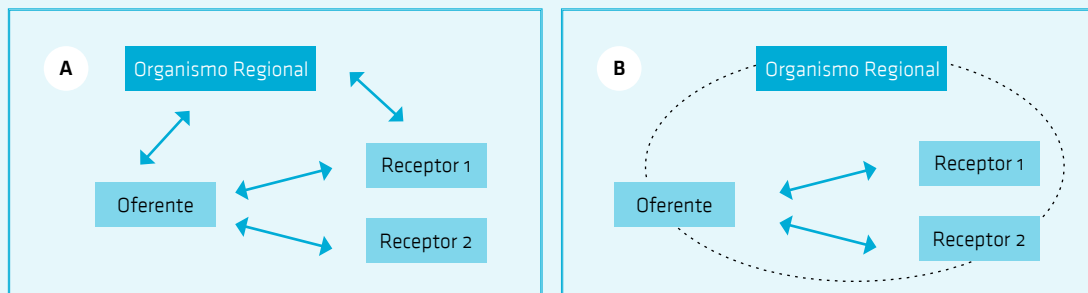 A
Organismo Regional
Receptor 1
Oferente
Receptor 2
B
Organismo Regional
Receptor 1
Oferente
Receptor 2